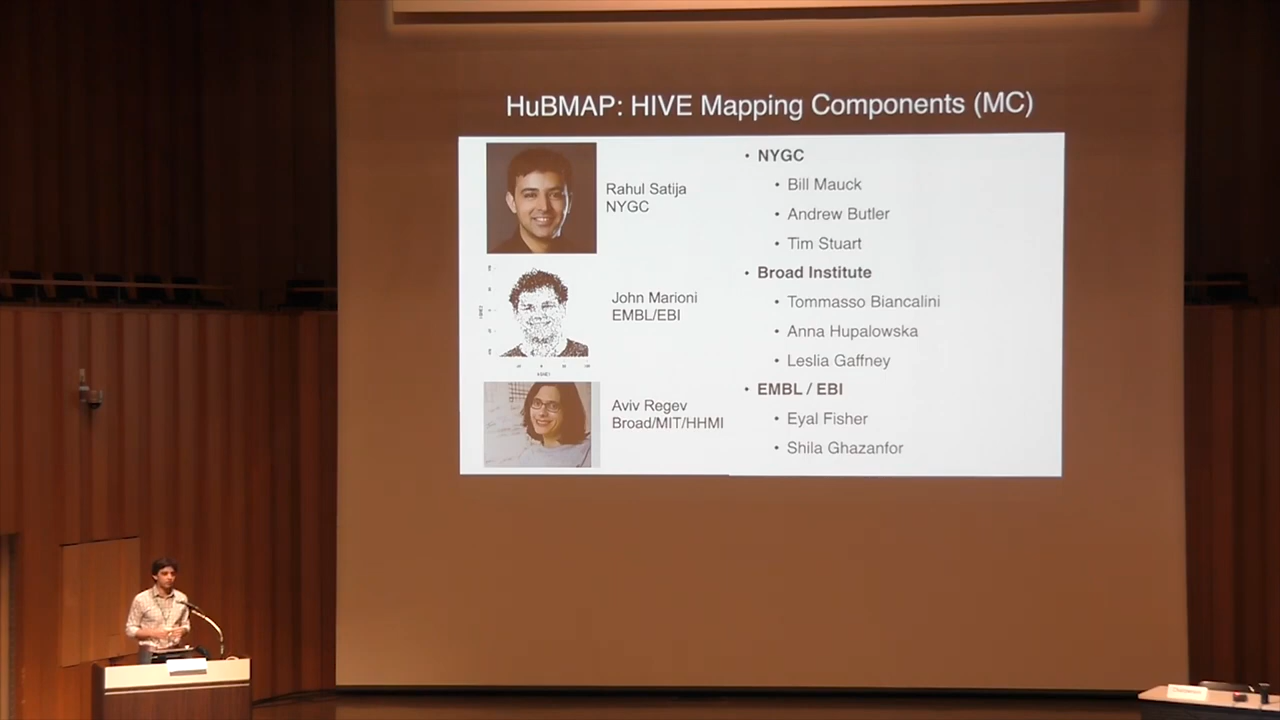 HuBMAP: HIVE Mapping Components (MC)
Rahul Satija
NYGC
John Marioni
EMBL/EBI
Aviv Regev
Broad/MIT/HHMI
• NYGC
• Bill Mauck
• Andrew Butler
• Tim Stuart
• Broad Institute
• Tommasso Biancalini
• Anna Hupalowska
• Leslia Gaffney
• EMBL / EBI
• Eyal Fisher
• Shila Ghazanfor